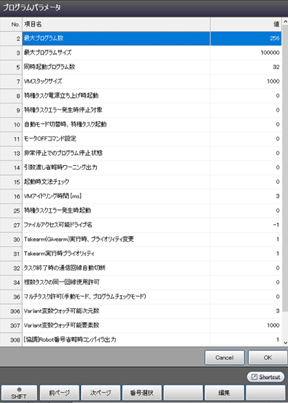 プログラムパラメータ
No. 項目名 値
2 最大プログラム数 256
3 最大プログラムサイズ 100000
5 同時起動プログラム数 32
7 VMスタックサイズ 1000
8 特権タスク電源立ち上げ時起動 0
9 特権タスクエラー発生時停止対象 0
10 自動モード切替時、特権タスク起動 0
11 モータOFFコマンド設定 0
13 非常停止でのプログラム停止状態 0
14 引数渡し省略時ワーニング出力 0
15 起動時文法チェック 0
16 VMアイドリング時間 [ms] 3
25 特権タスクエラー発生時起動 0
27 ファイルアクセス可能ドライブ名 -1
30 Takearm(Givearm)実行時、プライオリティ変更 1
31 Takearm実行時プライオリティ 1
32 タスク終了時の通信回線自動切断 0
34 複数タスクの同一回線使用許可 0
36 マルチタスク許可(手動モード、プログラムチェックモード) 0
306 Variant変数ウォッチ可能次元数 3
307 Variant変数ウォッチ可能要素数 1000
308 [協調]Robot番号省略時コンパイラ出力 1
Cancel OK
Shortcut
SHIFT 前ページ 次ページ 番号選択 編集